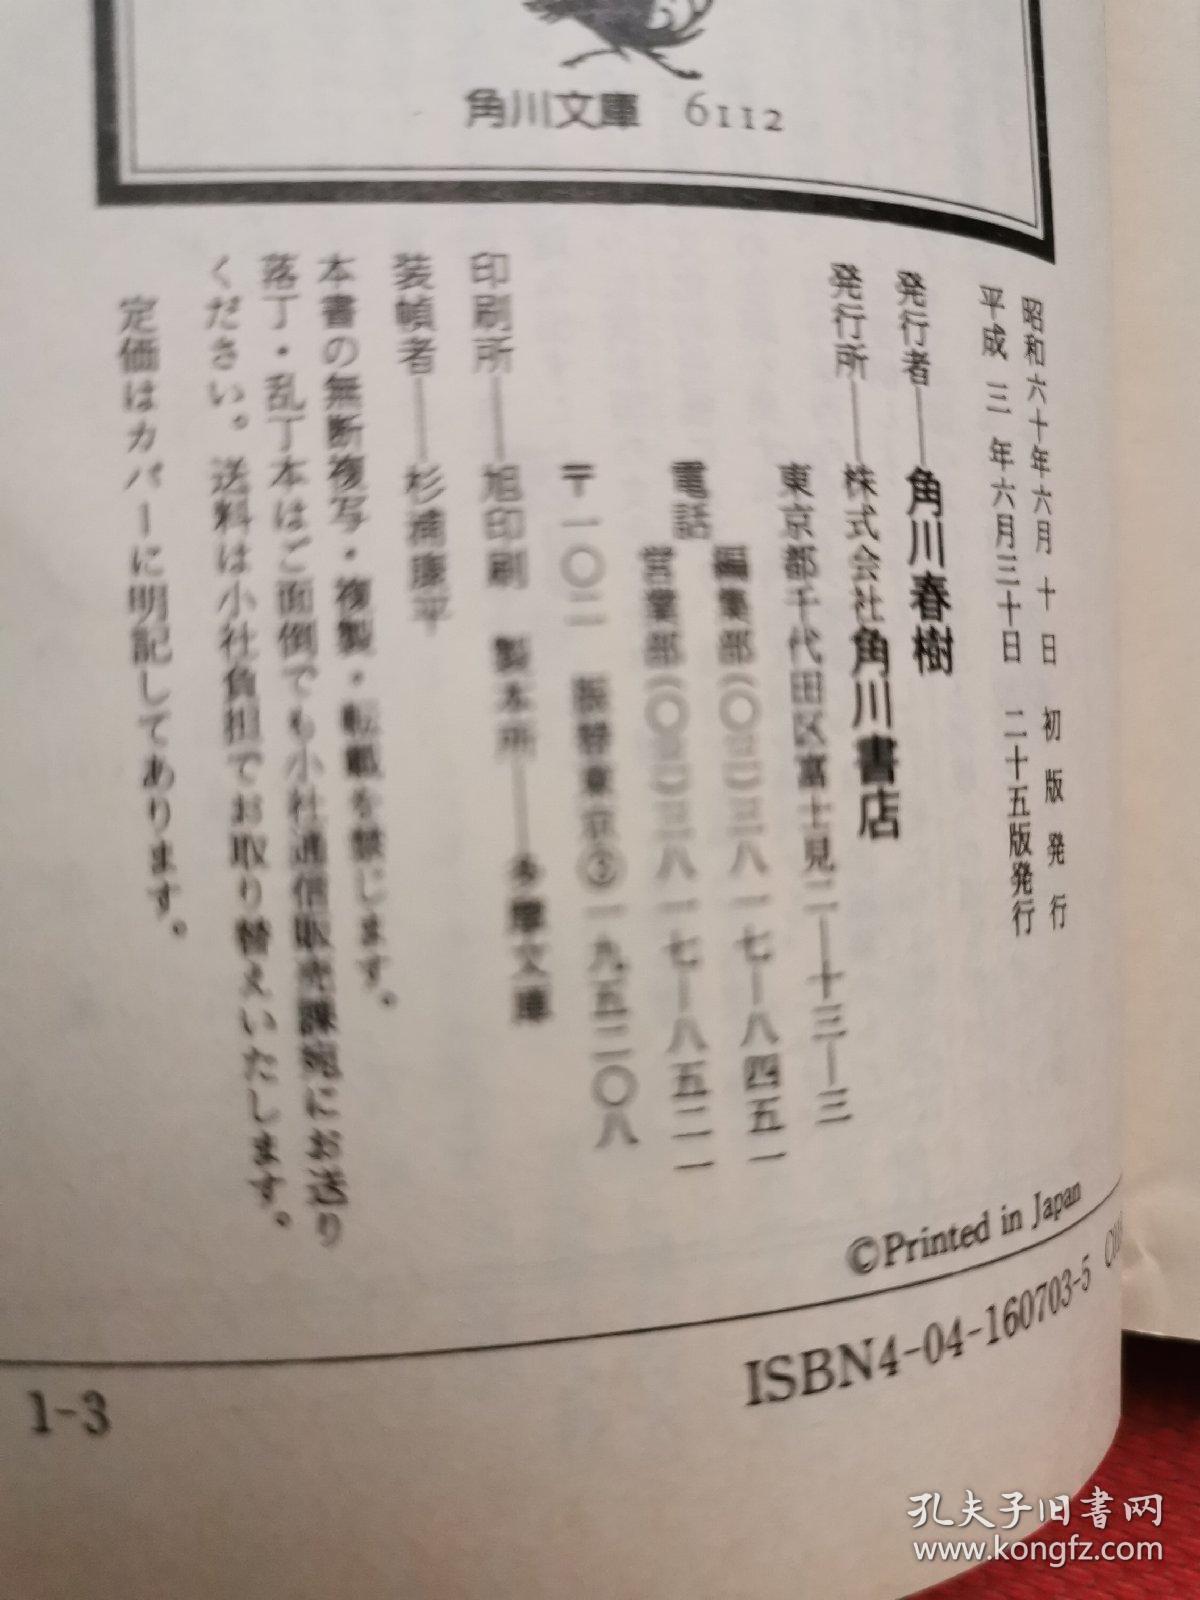 角川文庫 6112
昭和六十年六月 十 日 初 版 発 行
平成 三 年六月三十日 二十五版発行
発行者――角川春樹
発行所――株式会社角川書店
東京都千代田区富士見二―十三―三
電話
編集部(〇三)三八一七―八四五一
営業部(〇三)三八一七―八五二一
〒一〇二 振替東京③一九五二〇八
印刷所――旭印刷 製本所――多摩文庫
装幀者――杉浦康平
本書の無断複写・複製・転載を禁じます。
落丁・乱丁本はご面倒でも小社通信販売課宛にお送り
ください。送料は小社負担でお取り替えいたします。
定価はカバーに明記してあります。
©Printed in Japan
1-3
ISBN4-04-160703-5
孔夫子旧书网
www.kongfz.com